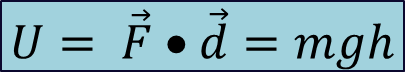 U = F⃗ • d⃗ = mgh